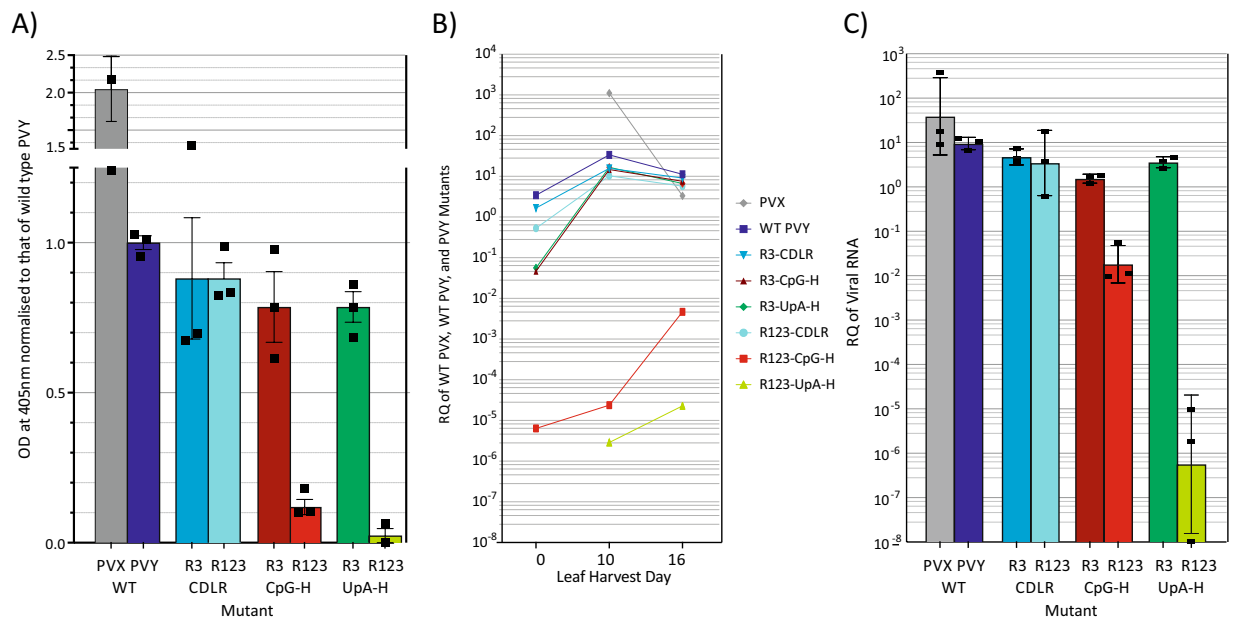 A)
OD at 405nm normalised to that of wild type PVY
2.5
2.0
1.5
1.0
0.5
0.0
PVX PVY R3 R123 R3 R123 R3 R123
WT CDLR CpG-H UpA-H
Mutant
B)
RQ of WT PVX, WT PVY, and PVY Mutants
10^4
10^3
10^2
10^1
10^0
10^-1
10^-2
10^-3
10^-4
10^-5
10^-6
10^-7
10^-8
0 10 16
Leaf Harvest Day
PVX
WT PVY
R3-CDLR
R3-CpG-H
R3-UpA-H
R123-CDLR
R123-CpG-H
R123-UpA-H
C)
RQ of Viral RNA
10^3
10^2
10^1
10^0
10^-1
10^-2
10^-3
10^-4
10^-5
10^-6
10^-7
10^-8
PVX PVY R3 R123 R3 R123 R3 R123
WT CDLR CpG-H UpA-H
Mutant